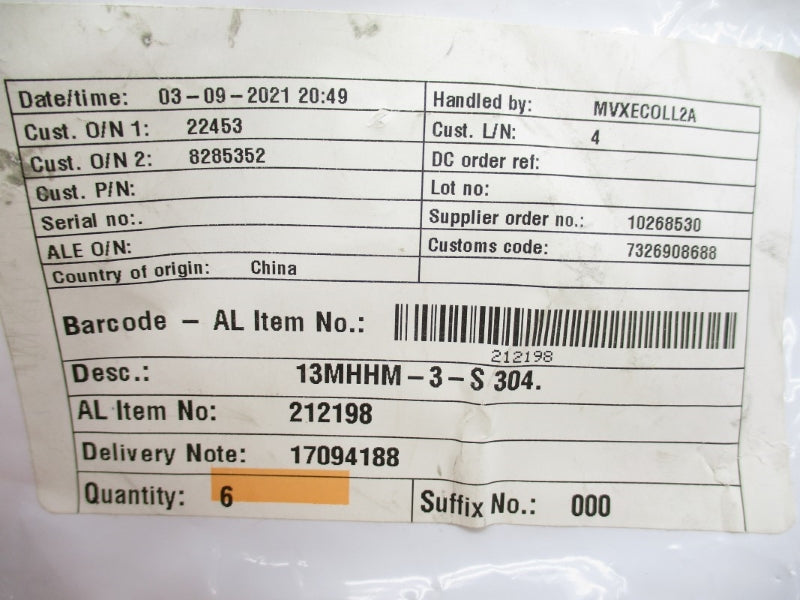 Date/time: 03-09-2021 20:49 Handled by: MVXECOLL2A
Cust. O/N 1: 22453 Cust. L/N: 4
Cust. O/N 2: 8285352 DC order ref:
Cust. P/N: Lot no:
Serial no:. Supplier order no.: 10268530
ALE O/N: Customs code: 7326908688
Country of origin: China
Barcode - AL Item No.:
212198
Desc.: 13MHHM-3-S 304.
AL Item No: 212198
Delivery Note: 17094188
Quantity: 6 Suffix No.: 000